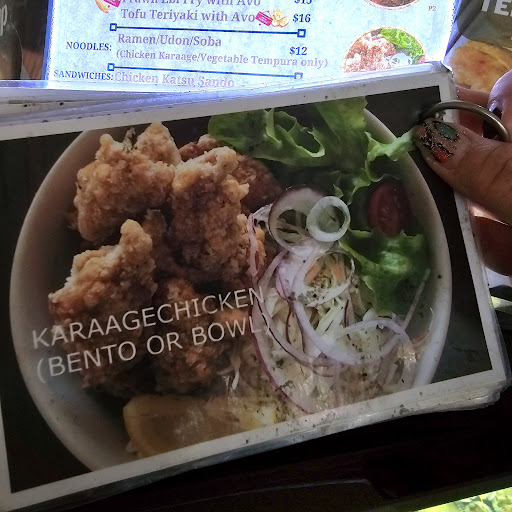 Tofu Teriyaki with Avo $16
NOODLES: Ramen/Udon/Soba $12
(Chicken Karaage/Vegetable Tempura only)
SANDWICHES: Chicken Katsu Sando
P2
KARAAGECHICKEN
(BENTO OR BOWL)